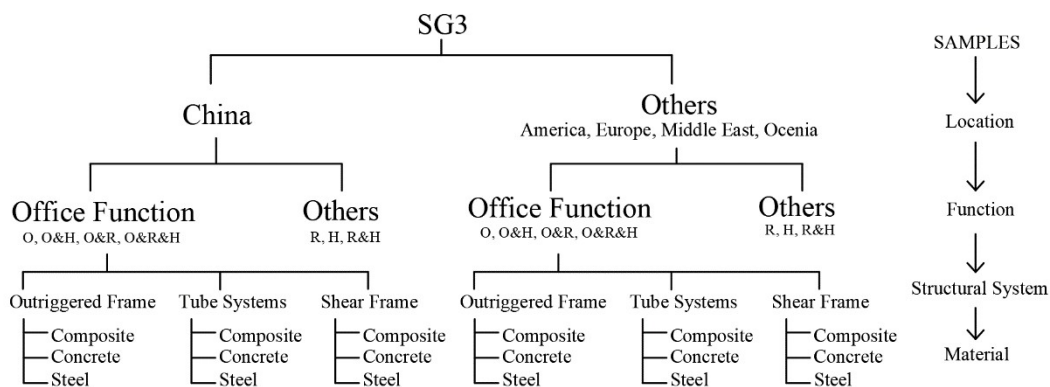 SG3
SAMPLES
China
Others
America, Europe, Middle East, Ocenia
Location
Office Function
O, O&H, O&R, O&R&H
Others
R, H, R&H
Office Function
O, O&H, O&R, O&R&H
Others
R, H, R&H
Function
Outriggered Frame
Composite
Concrete
Steel
Tube Systems
Composite
Concrete
Steel
Shear Frame
Composite
Concrete
Steel
Outriggered Frame
Composite
Concrete
Steel
Tube Systems
Composite
Concrete
Steel
Shear Frame
Composite
Concrete
Steel
Structural System
Material